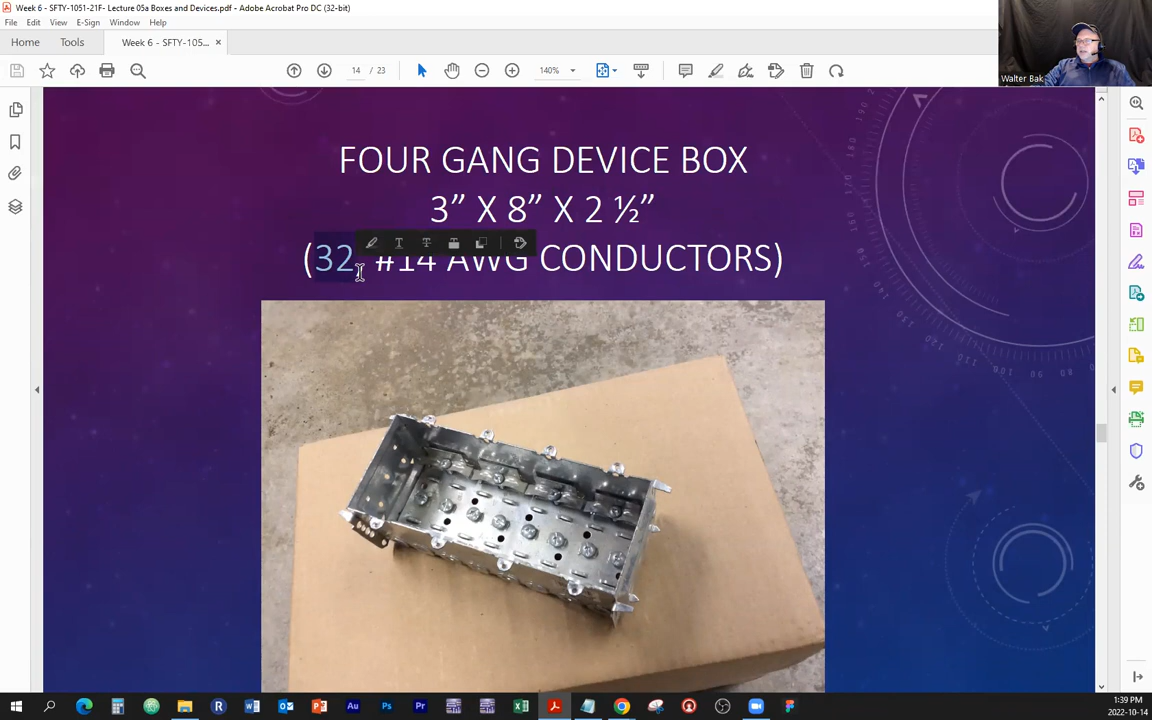 Week 6 - SFTY-1051-21F- Lecture 05a Boxes and Devices.pdf - Adobe Acrobat Pro DC (32-bit)
File Edit View E-Sign Window Help
Home Tools Week 6 - SFTY-105... ×
14 / 23 140%
Walter Bak
FOUR GANG DEVICE BOX
3” X 8” X 2 ½”
(32, #14 AWG CONDUCTORS)
1:39 PM
2022-10-14